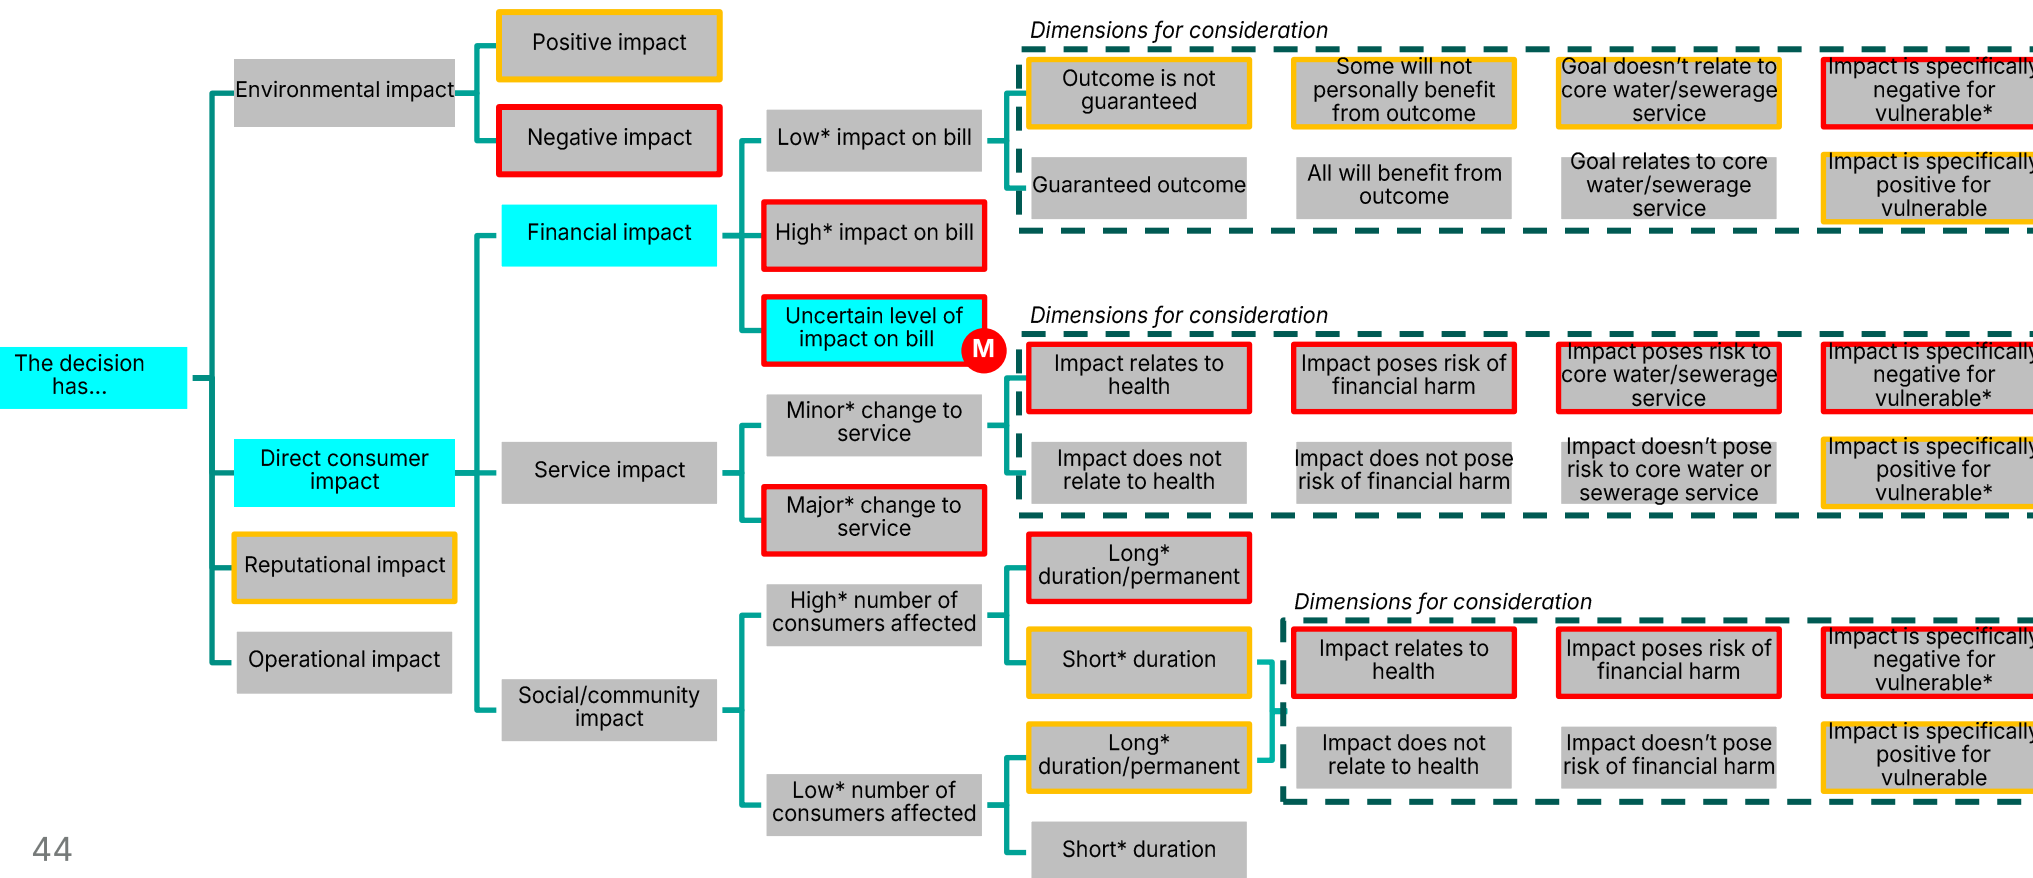 Positive impact
Environmental impact
Negative impact
The decision
has...
Direct consumer
impact
Reputational impact
Operational impact
Financial impact
Service impact
Social/community
impact
Low* impact on bill
High* impact on bill
Uncertain level of
impact on bill
M
Minor* change to
service
Major* change to
service
High* number of
consumers affected
Low* number of
consumers affected
Dimensions for consideration
Outcome is not
guaranteed
Some will not
personally benefit
from outcome
Goal doesn’t relate to
core water/sewerage
service
Impact is specifically
negative for
vulnerable*
Guaranteed outcome
All will benefit from
outcome
Goal relates to core
water/sewerage
service
Impact is specifically
positive for
vulnerable
Dimensions for consideration
Impact relates to
health
Impact poses risk of
financial harm
Impact poses risk to
core water/sewerage
service
Impact is specifically
negative for
vulnerable*
Impact does not
relate to health
Impact does not pose
risk of financial harm
Impact doesn’t pose
risk to core water or
sewerage service
Impact is specifically
positive for
vulnerable*
Long*
duration/permanent
Short* duration
Long*
duration/permanent
Short* duration
Dimensions for consideration
Impact relates to
health
Impact poses risk of
financial harm
Impact is specifically
negative for
vulnerable*
Impact does not
relate to health
Impact doesn’t pose
risk of financial harm
Impact is specifically
positive for
vulnerable
44